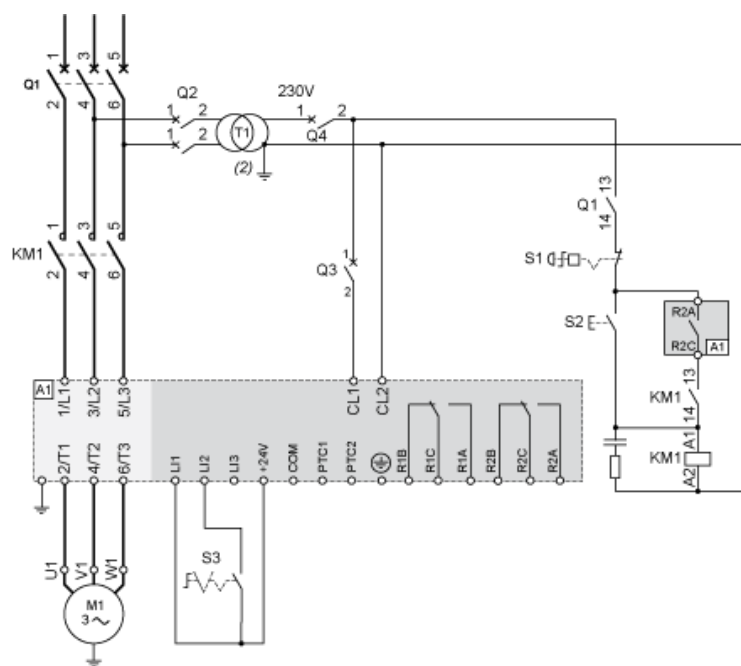 1 3 5
Q1
2 4 6
Q2
1 2
1 2
T1
(2)
230V
1 2
Q4
13
Q1
14
1 3 5
KM1
2 4 6
1
Q3
2
S1
S2
R2A
R2C
A1
13
KM1
14
A1
KM1
A2
A1
1/L1 3/L2 5/L3 CL1 CL2
2/T1 4/T2 6/T3 LI1 LI2 LI3 +24V COM PTC1 PTC2 R1B R1C R1A R2B R2C R2A
S3
U1 V1 W1
M1
3